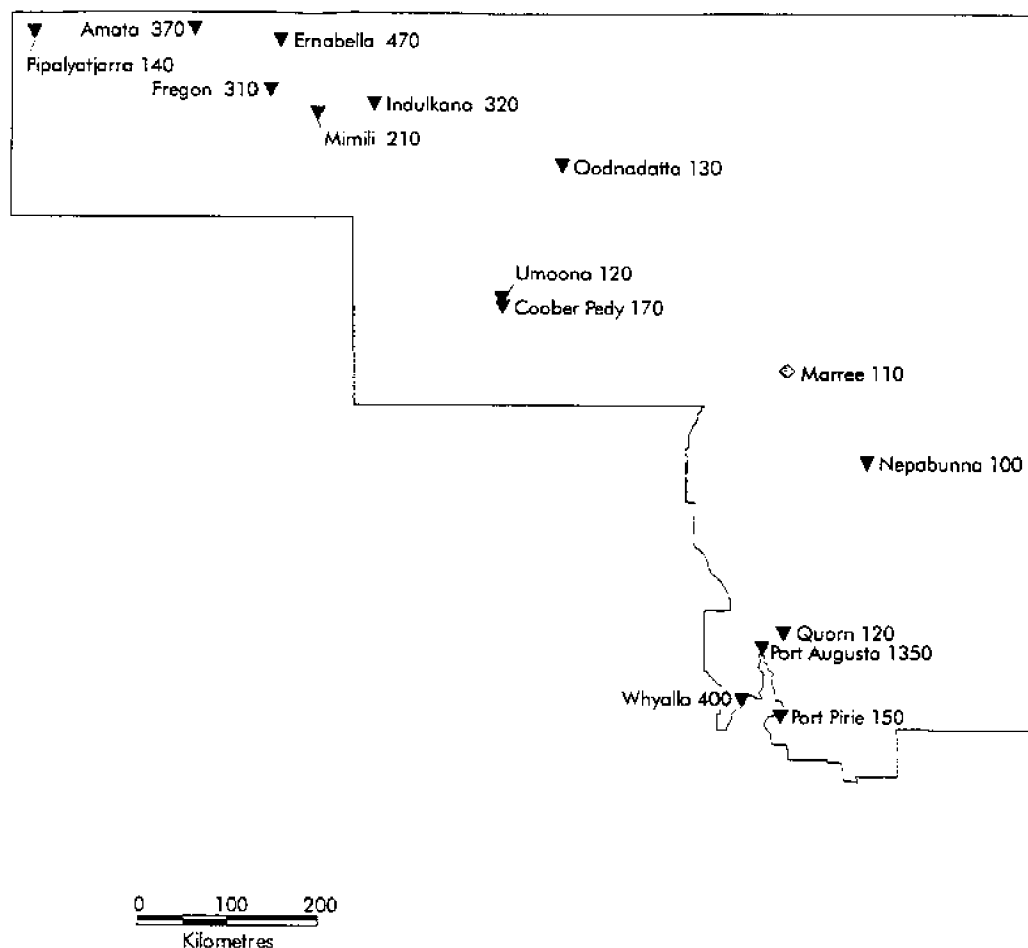 Amata 370
Ernabella 470
Pipalyatjarra 140
Fregon 310
Indulkana 320
Mimili 210
Oodnadatta 130
Umoona 120
Coober Pedy 170
Marree 110
Nepabunna 100
Quorn 120
Port Augusta 1350
Whyalla 400
Port Pirie 150
0 100 200
Kilometres